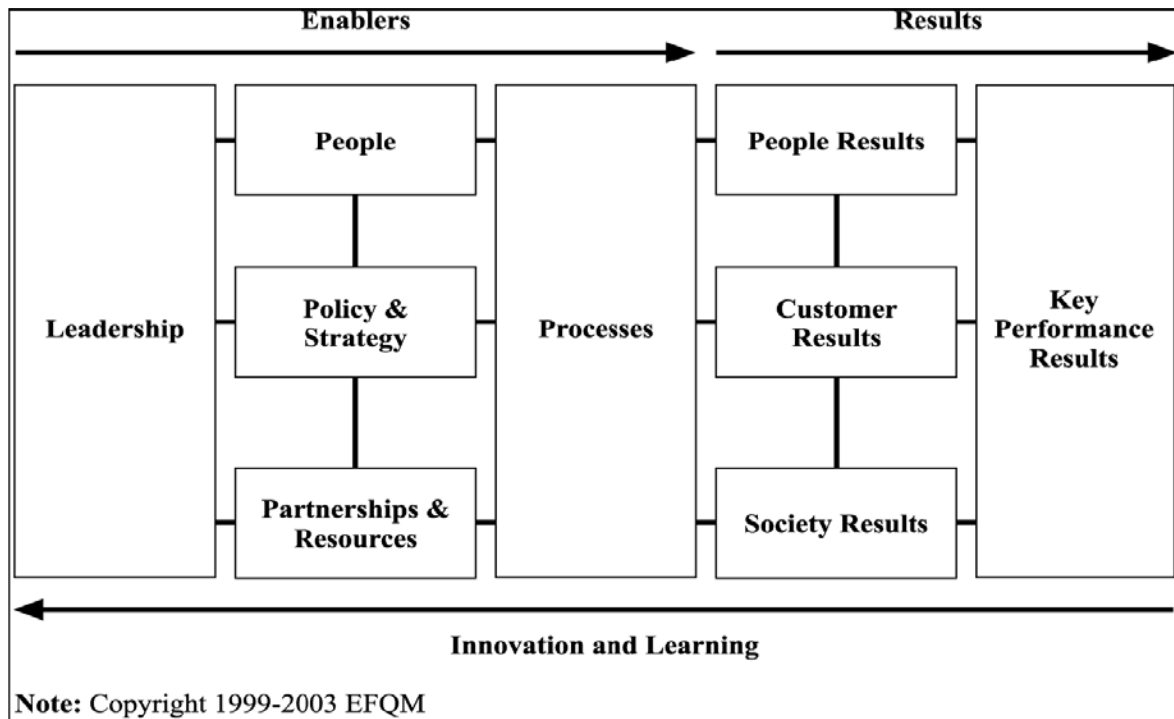 Enablers
Results
People
People Results
Leadership
Policy &
Strategy
Processes
Customer
Results
Key
Performance
Results
Partnerships &
Resources
Society Results
Innovation and Learning
Note: Copyright 1999-2003 EFQM